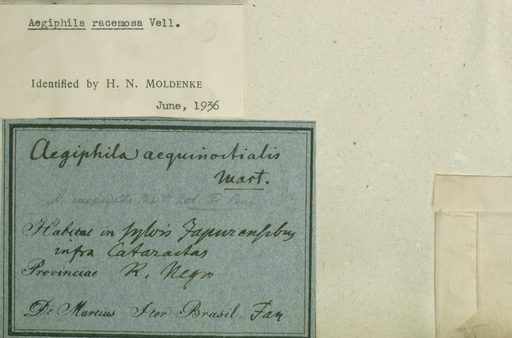 Aegiphila racemosa Vell.
Identified by H. N. MOLDENKE
June, 1936
Aegiphila aequinoctialis
Mart.
Habitat in sylvis Japurensibus
infra Cataractas
Provinciae R. Negro
Dr Martius Iter Brasil.